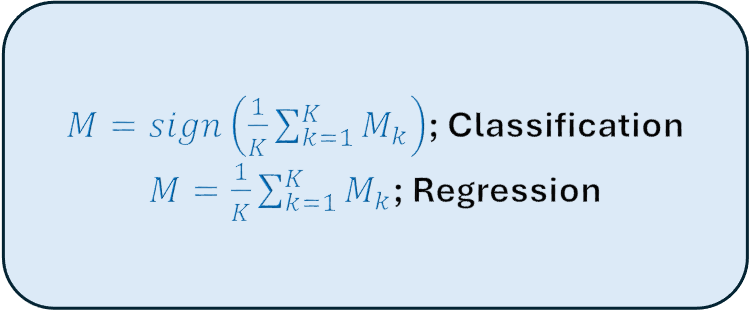 M = sign(1/K ∑_{k=1}^{K} M_k); Classification
M = 1/K ∑_{k=1}^{K} M_k; Regression